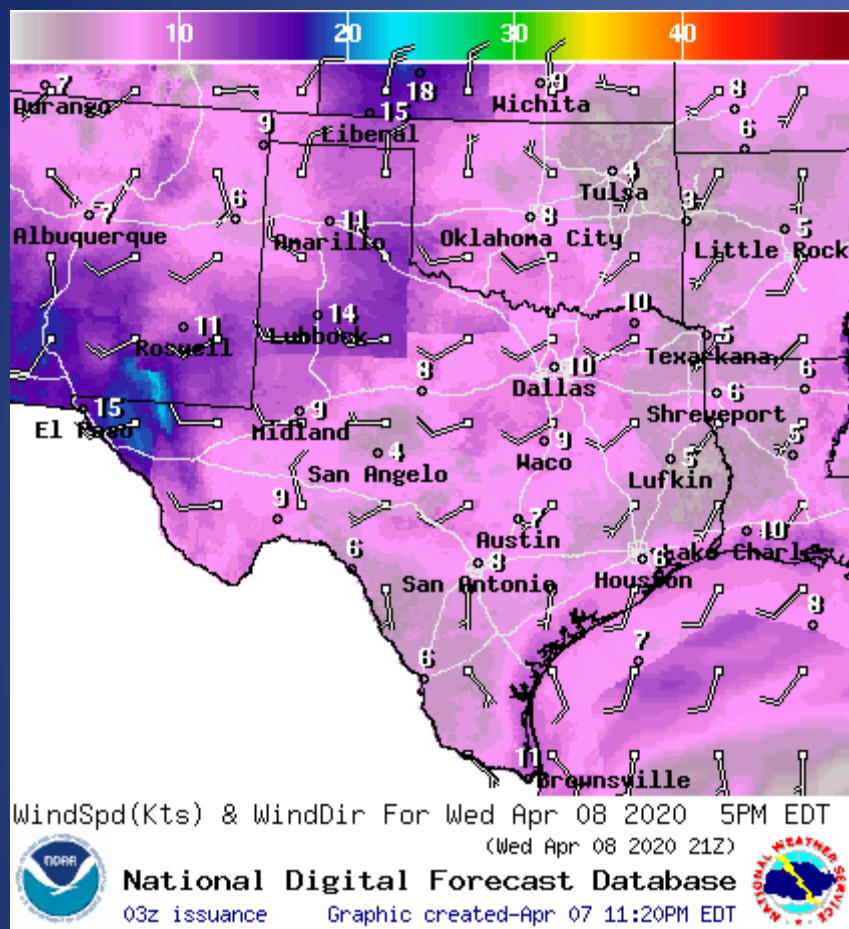 10 20 30 40
7 Durango
18
15 Liberal
9 Wichita
8
6
9
4 Tulsa
7 Albuquerque
6
11 Amarillo
8 Oklahoma City
5 Little Rock
11 Roswell
14 Lubbock
10
5 Texarkana
10 Dallas
8
6 Shreveport
6
15 El Paso
9 Midland
4 San Angelo
9 Waco
5 Lufkin
5
9
7 Austin
10 Lake Charles
6
8 San Antonio
Houston
8
7
6
11 Brownsville
WindSpd(Kts) & WindDir For Wed Apr 08 2020 5PM EDT
(Wed Apr 08 2020 21Z)
NOAA
National Digital Forecast Database
03z issuance Graphic created-Apr 07 11:20PM EDT
NATIONAL WEATHER SERVICE